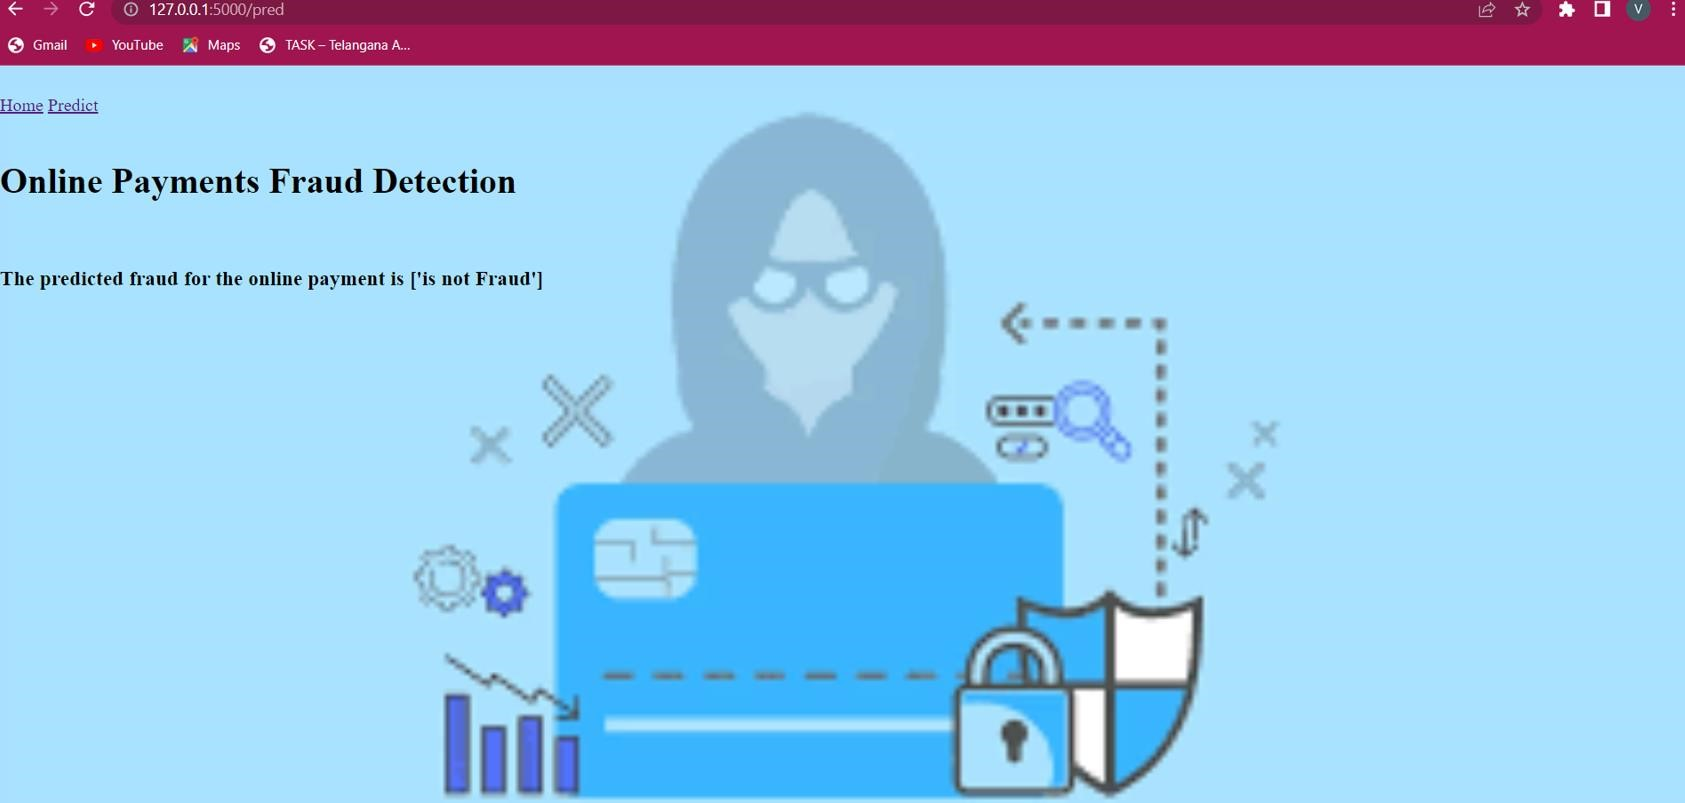 127.0.0.1:5000/pred
V
Gmail YouTube Maps TASK – Telangana A...
Home Predict
Online Payments Fraud Detection
The predicted fraud for the online payment is ['is not Fraud']